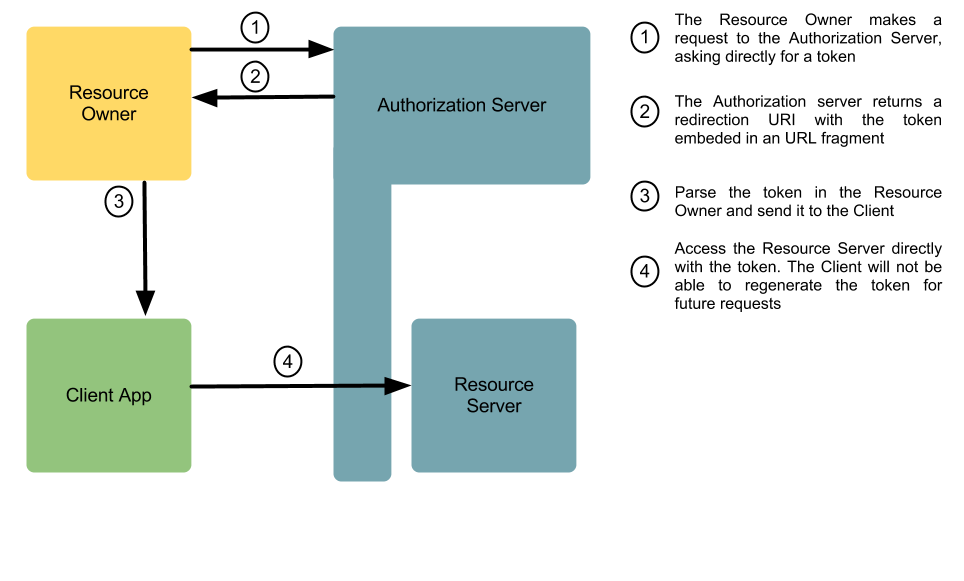 1
2
Resource
Owner
Authorization Server
3
Client App
4
Resource
Server
1
The Resource Owner makes a
request to the Authorization Server,
asking directly for a token
2
The Authorization server returns a
redirection URI with the token
embeded in an URL fragment
3
Parse the token in the Resource
Owner and send it to the Client
4
Access the Resource Server directly
with the token. The Client will not be
able to regenerate the token for
future requests